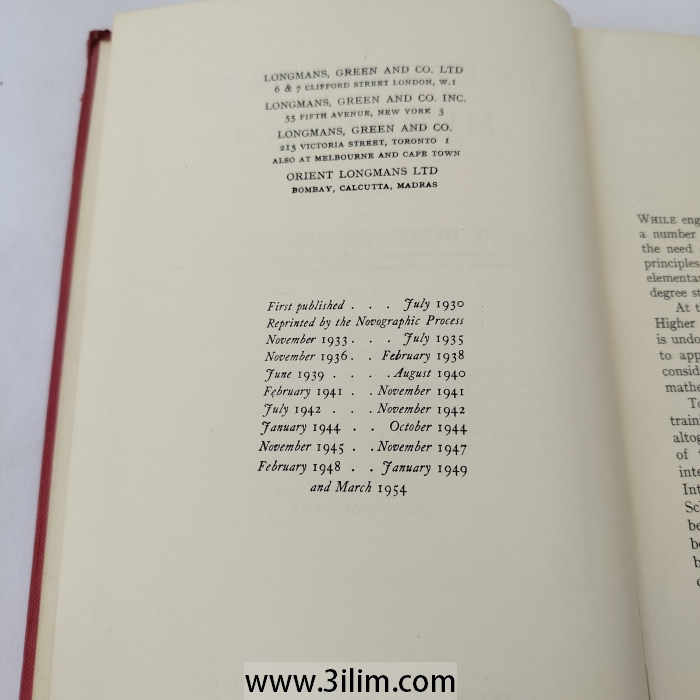 LONGMANS, GREEN AND CO. LTD
6 & 7 CLIFFORD STREET LONDON, W.1
LONGMANS, GREEN AND CO. INC.
55 FIFTH AVENUE, NEW YORK 3
LONGMANS, GREEN AND CO.
215 VICTORIA STREET, TORONTO 1
ALSO AT MELBOURNE AND CAPE TOWN
ORIENT LONGMANS LTD
BOMBAY, CALCUTTA, MADRAS
First published . . . July 1930
Reprinted by the Novographic Process
November 1933 . . . July 1935
November 1936 . . February 1938
June 1939 . . . . August 1940
February 1941 . . November 1941
July 1942 . . . November 1942
January 1944 . . October 1944
November 1945 . . November 1947
February 1948 . . January 1949
and March 1954
WHILE eng
a number
the need
principles
elementar
degree st
At t
Higher
is undo
to app
consid
mathe
To
traini
altog
of
inte
Int
Sc
be
b
b
www.3ilim.com